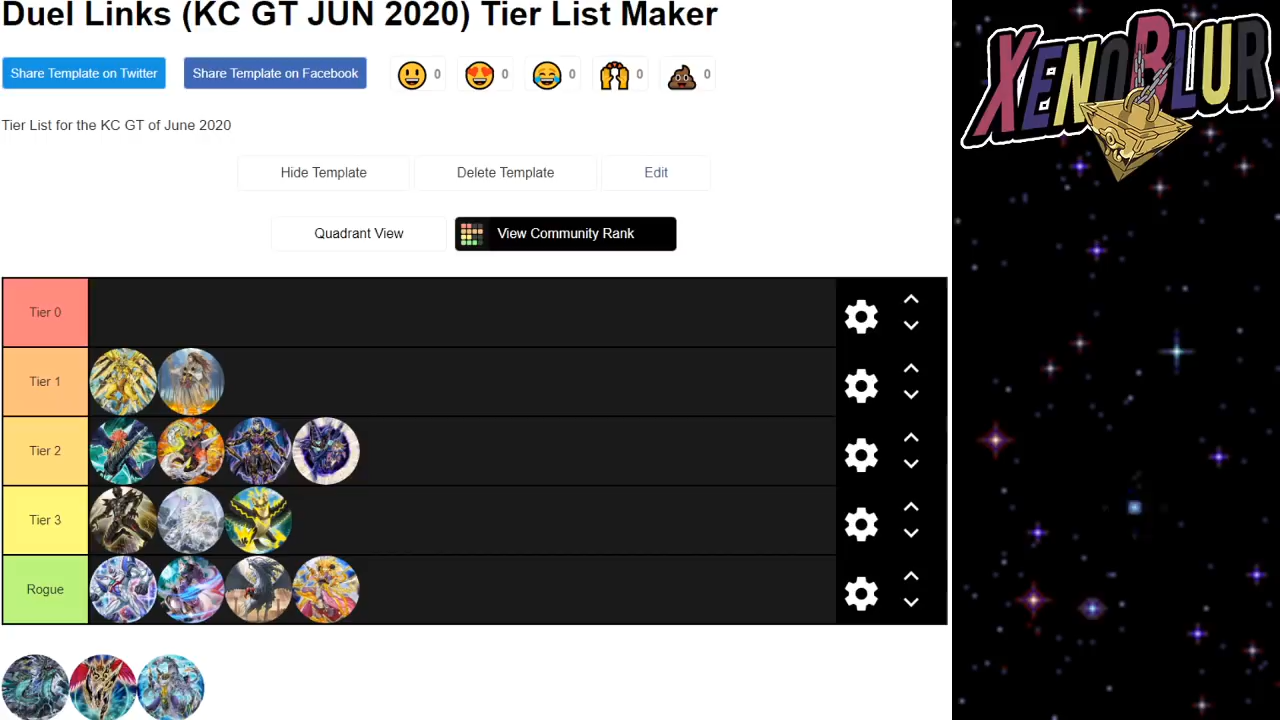 Duel Links (KC GT JUN 2020) Tier List Maker
Share Template on Twitter
Share Template on Facebook
0
0
0
0
0
Tier List for the KC GT of June 2020
Hide Template
Delete Template
Edit
Quadrant View
View Community Rank
Tier 0
Tier 1
Tier 2
Tier 3
Rogue
XENOBLUR